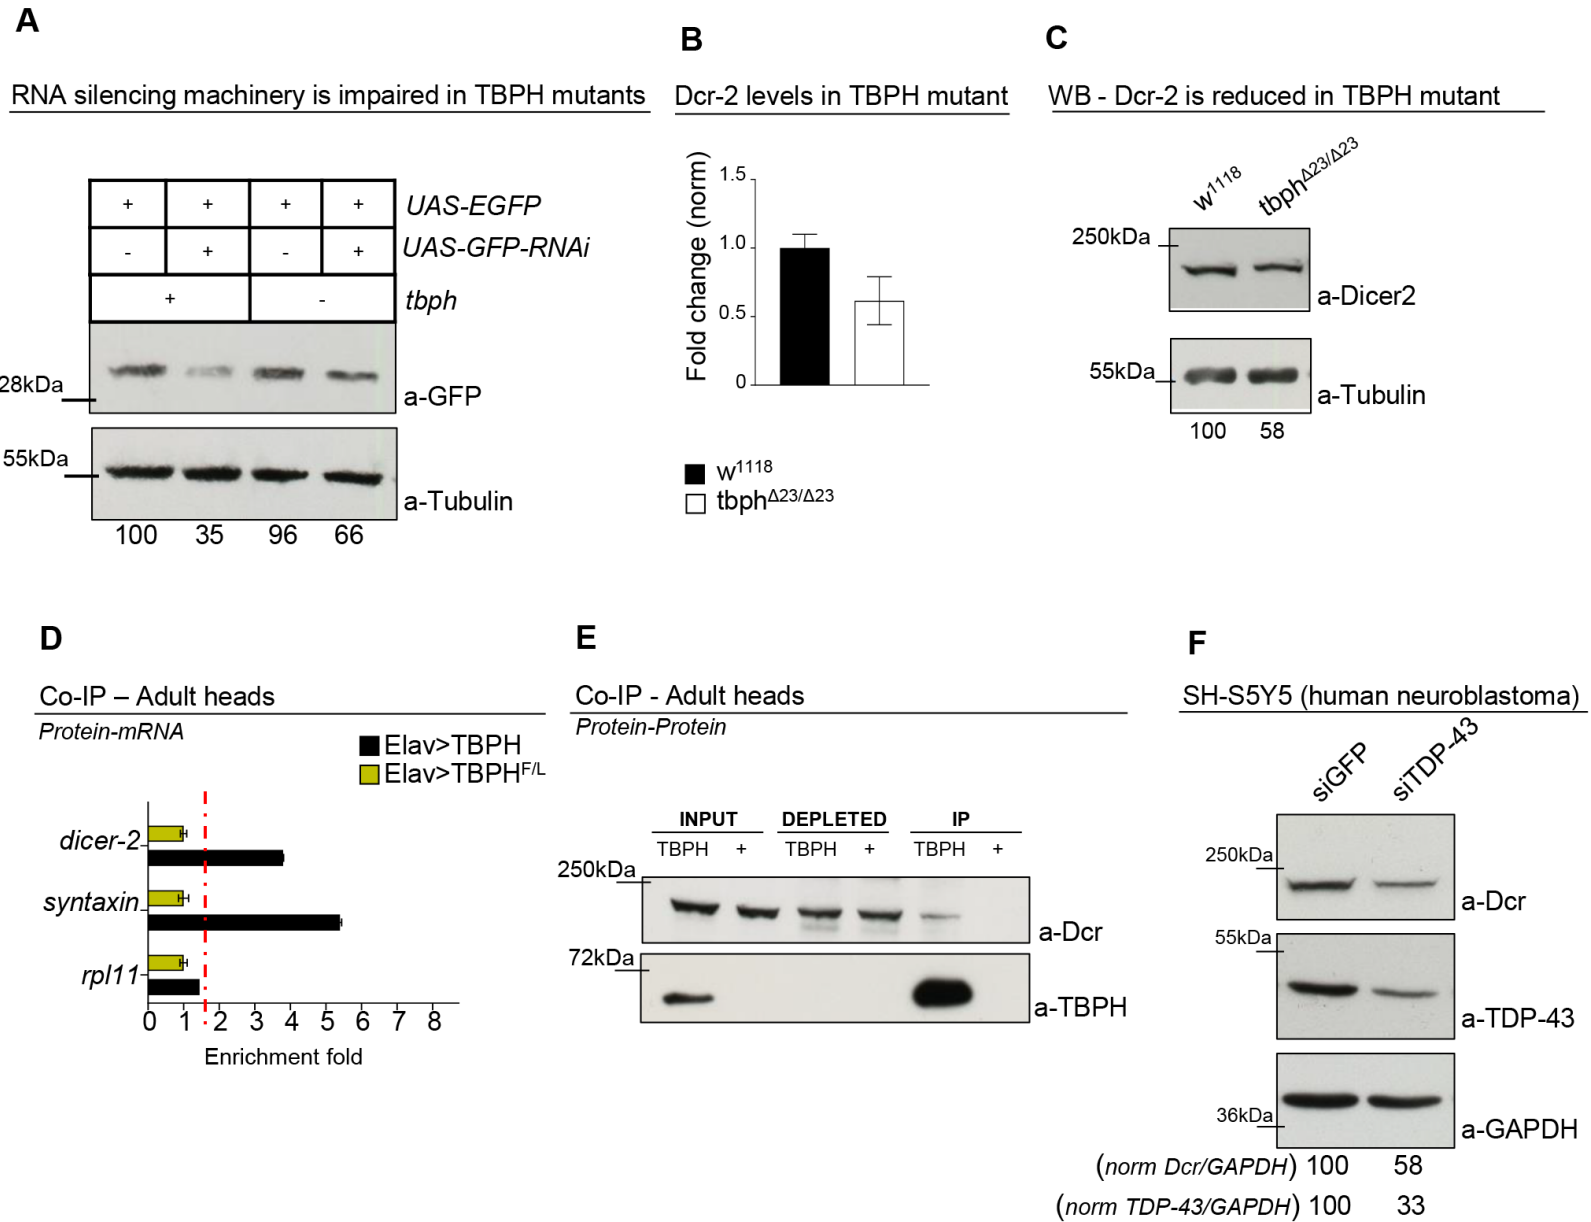 A
RNA silencing machinery is impaired in TBPH mutants
+ + + + UAS-EGFP
- + - + UAS-GFP-RNAi
+ - tbph
28kDa
a-GFP
55kDa
a-Tubulin
100 35 96 66
B
Dcr-2 levels in TBPH mutant
Fold change (norm)
1.5
1.0
0.5
0
w1118
tbphΔ23/Δ23
C
WB - Dcr-2 is reduced in TBPH mutant
w1118 tbphΔ23/Δ23
250kDa
a-Dicer2
55kDa
a-Tubulin
100 58
D
Co-IP – Adult heads
Protein-mRNA
Elav>TBPH
Elav>TBPHF/L
dicer-2
syntaxin
rpl11
0 1 2 3 4 5 6 7 8
Enrichment fold
E
Co-IP - Adult heads
Protein-Protein
INPUT DEPLETED IP
TBPH + TBPH + TBPH +
250kDa
a-Dcr
72kDa
a-TBPH
F
SH-S5Y5 (human neuroblastoma)
siGFP siTDP-43
250kDa
a-Dcr
55kDa
a-TDP-43
36kDa
a-GAPDH
(norm Dcr/GAPDH) 100 58
(norm TDP-43/GAPDH) 100 33